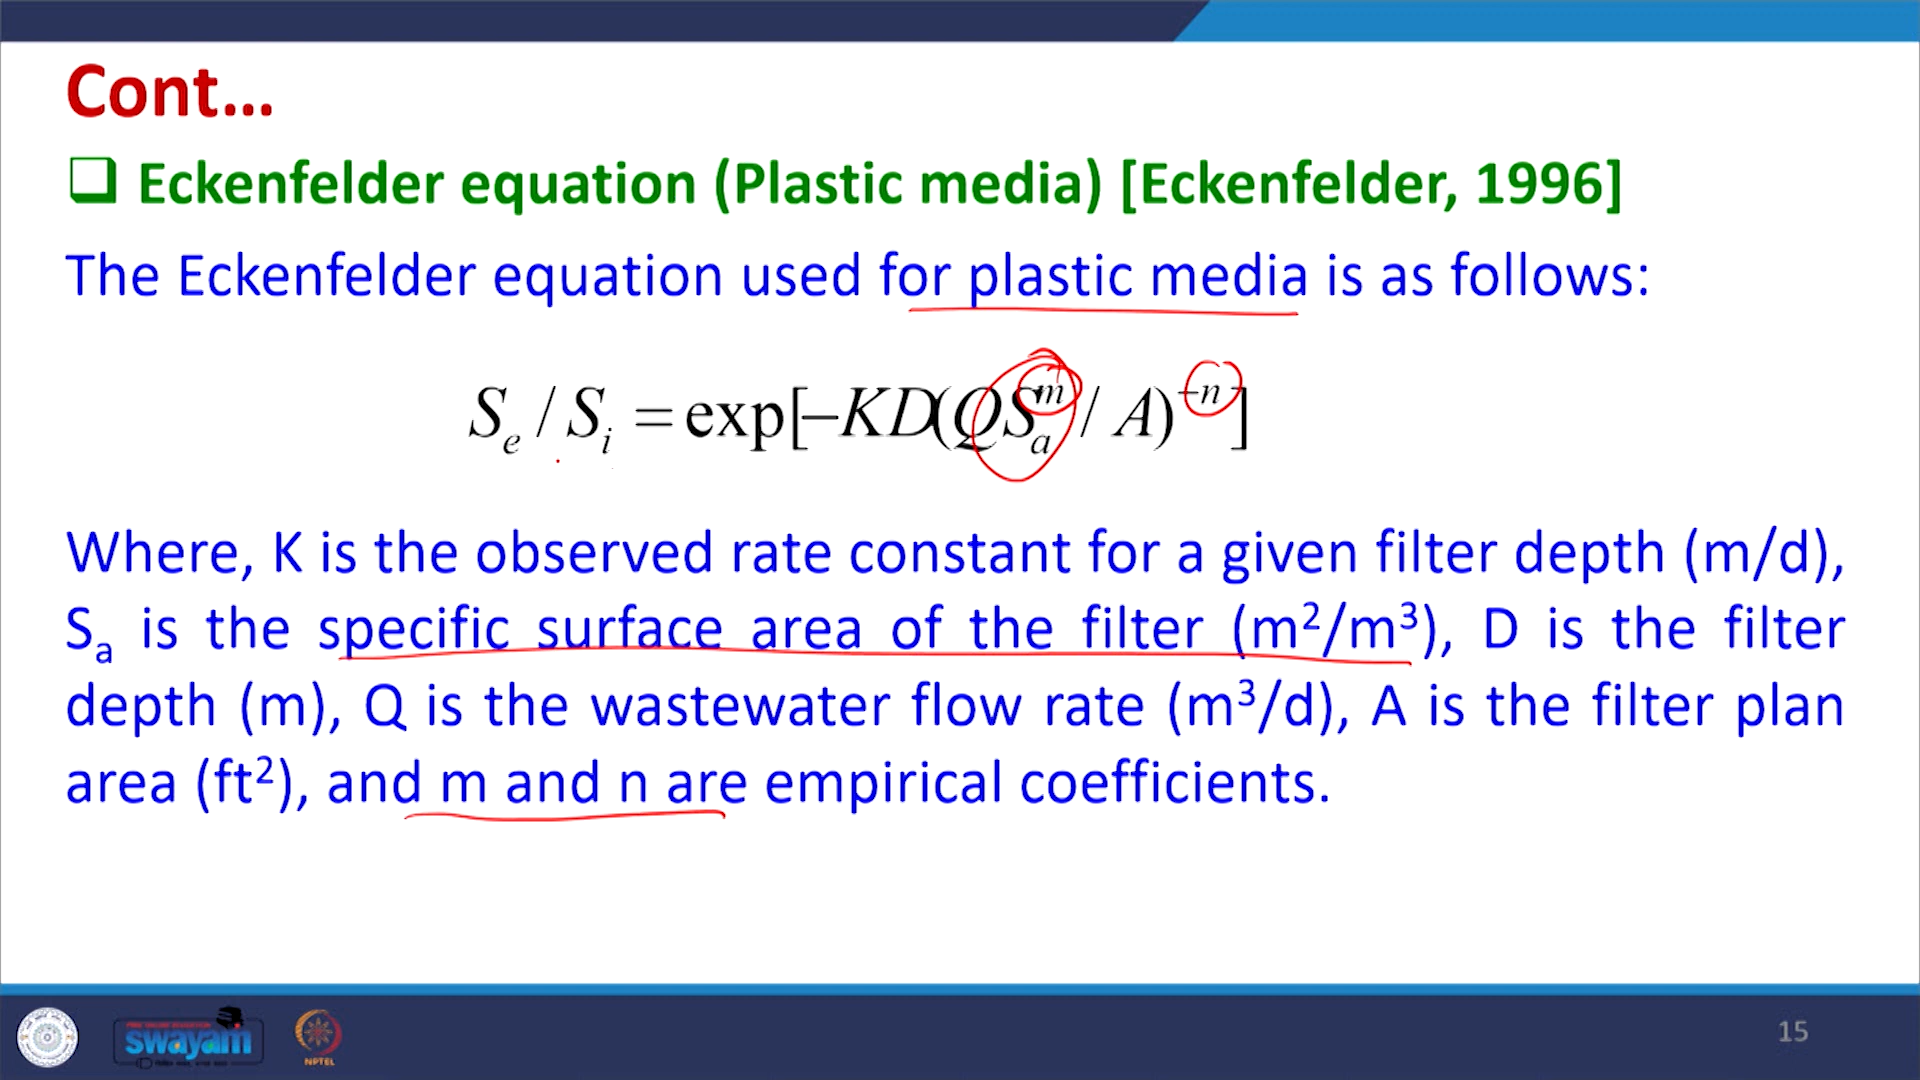 Cont...
❑ Eckenfelder equation (Plastic media) [Eckenfelder, 1996]
The Eckenfelder equation used for plastic media is as follows:
Sₑ / Sᵢ = exp[−KD(QSₐᵐ / A)⁻ⁿ]
Where, K is the observed rate constant for a given filter depth (m/d),
Sₐ is the specific surface area of the filter (m²/m³), D is the filter
depth (m), Q is the wastewater flow rate (m³/d), A is the filter plan
area (ft²), and m and n are empirical coefficients.
swayam
NPTEL
15